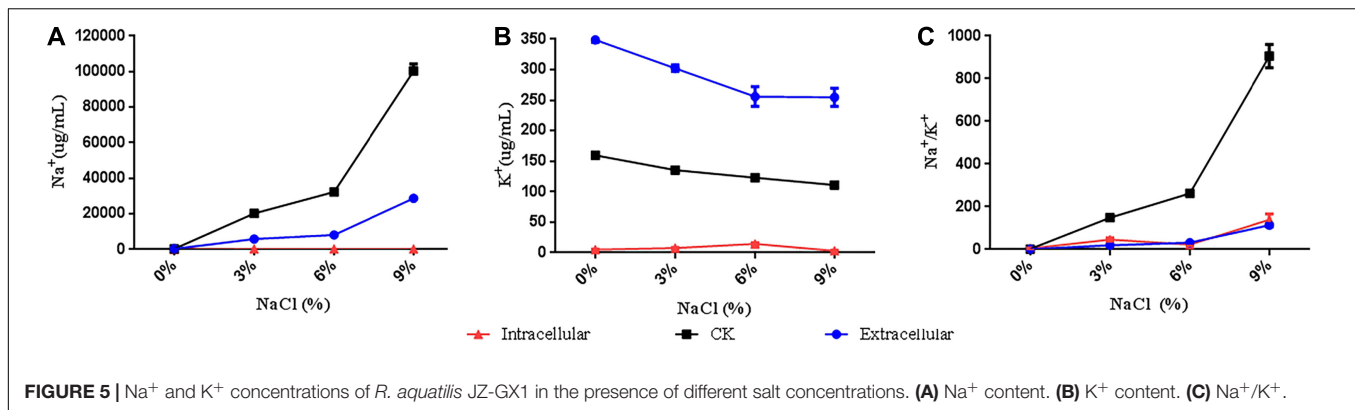 A
B
C
120000
100000
80000
60000
40000
20000
0
Na⁺(ug/mL)
0%
3%
6%
9%
NaCl (%)
350
300
250
200
150
100
50
0
K⁺(ug/mL)
0%
3%
6%
9%
NaCl (%)
1000
800
600
400
200
0
Na⁺/K⁺
0%
3%
6%
9%
NaCl (%)
Intracellular
CK
Extracellular
FIGURE 5 | Na⁺ and K⁺ concentrations of R. aquatilis JZ-GX1 in the presence of different salt concentrations. (A) Na⁺ content. (B) K⁺ content. (C) Na⁺/K⁺.